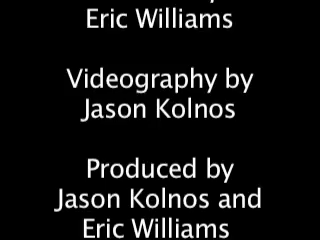 Eric Williams
Videography by
Jason Kolnos
Produced by
Jason Kolnos and
Eric Williams